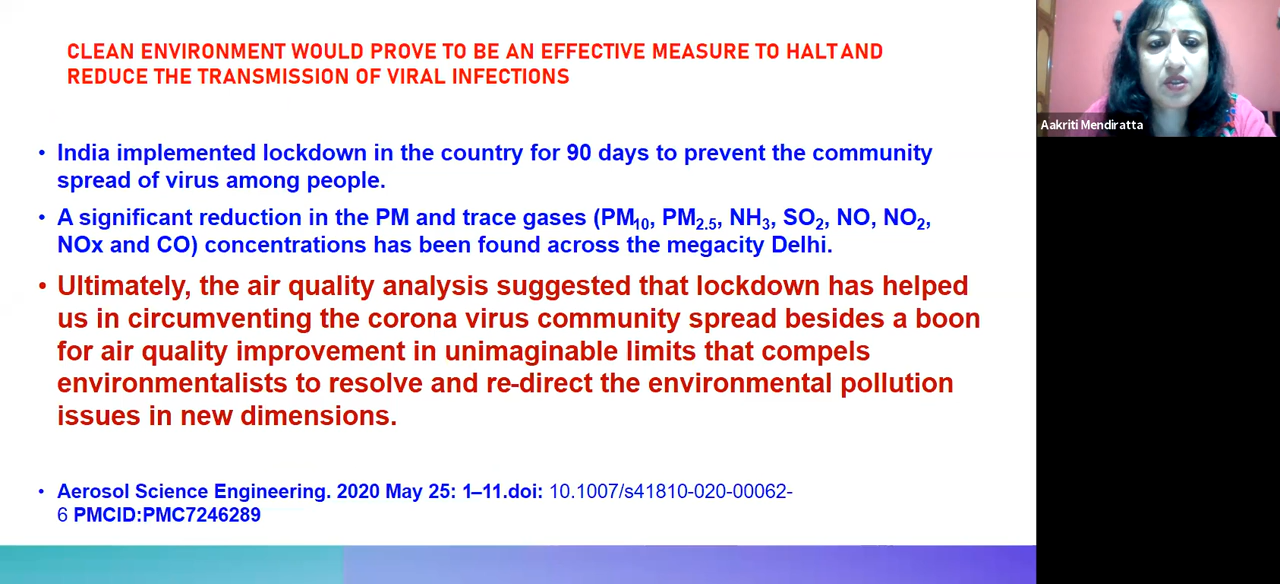 CLEAN ENVIRONMENT WOULD PROVE TO BE AN EFFECTIVE MEASURE TO HALT AND
REDUCE THE TRANSMISSION OF VIRAL INFECTIONS
Aakriti Mendiratta
• India implemented lockdown in the country for 90 days to prevent the community
spread of virus among people.
• A significant reduction in the PM and trace gases (PM₁₀, PM₂.₅, NH₃, SO₂, NO, NO₂,
NOx and CO) concentrations has been found across the megacity Delhi.
• Ultimately, the air quality analysis suggested that lockdown has helped
us in circumventing the corona virus community spread besides a boon
for air quality improvement in unimaginable limits that compels
environmentalists to resolve and re-direct the environmental pollution
issues in new dimensions.
• Aerosol Science Engineering. 2020 May 25: 1–11.doi: 10.1007/s41810-020-00062-
6 PMCID:PMC7246289